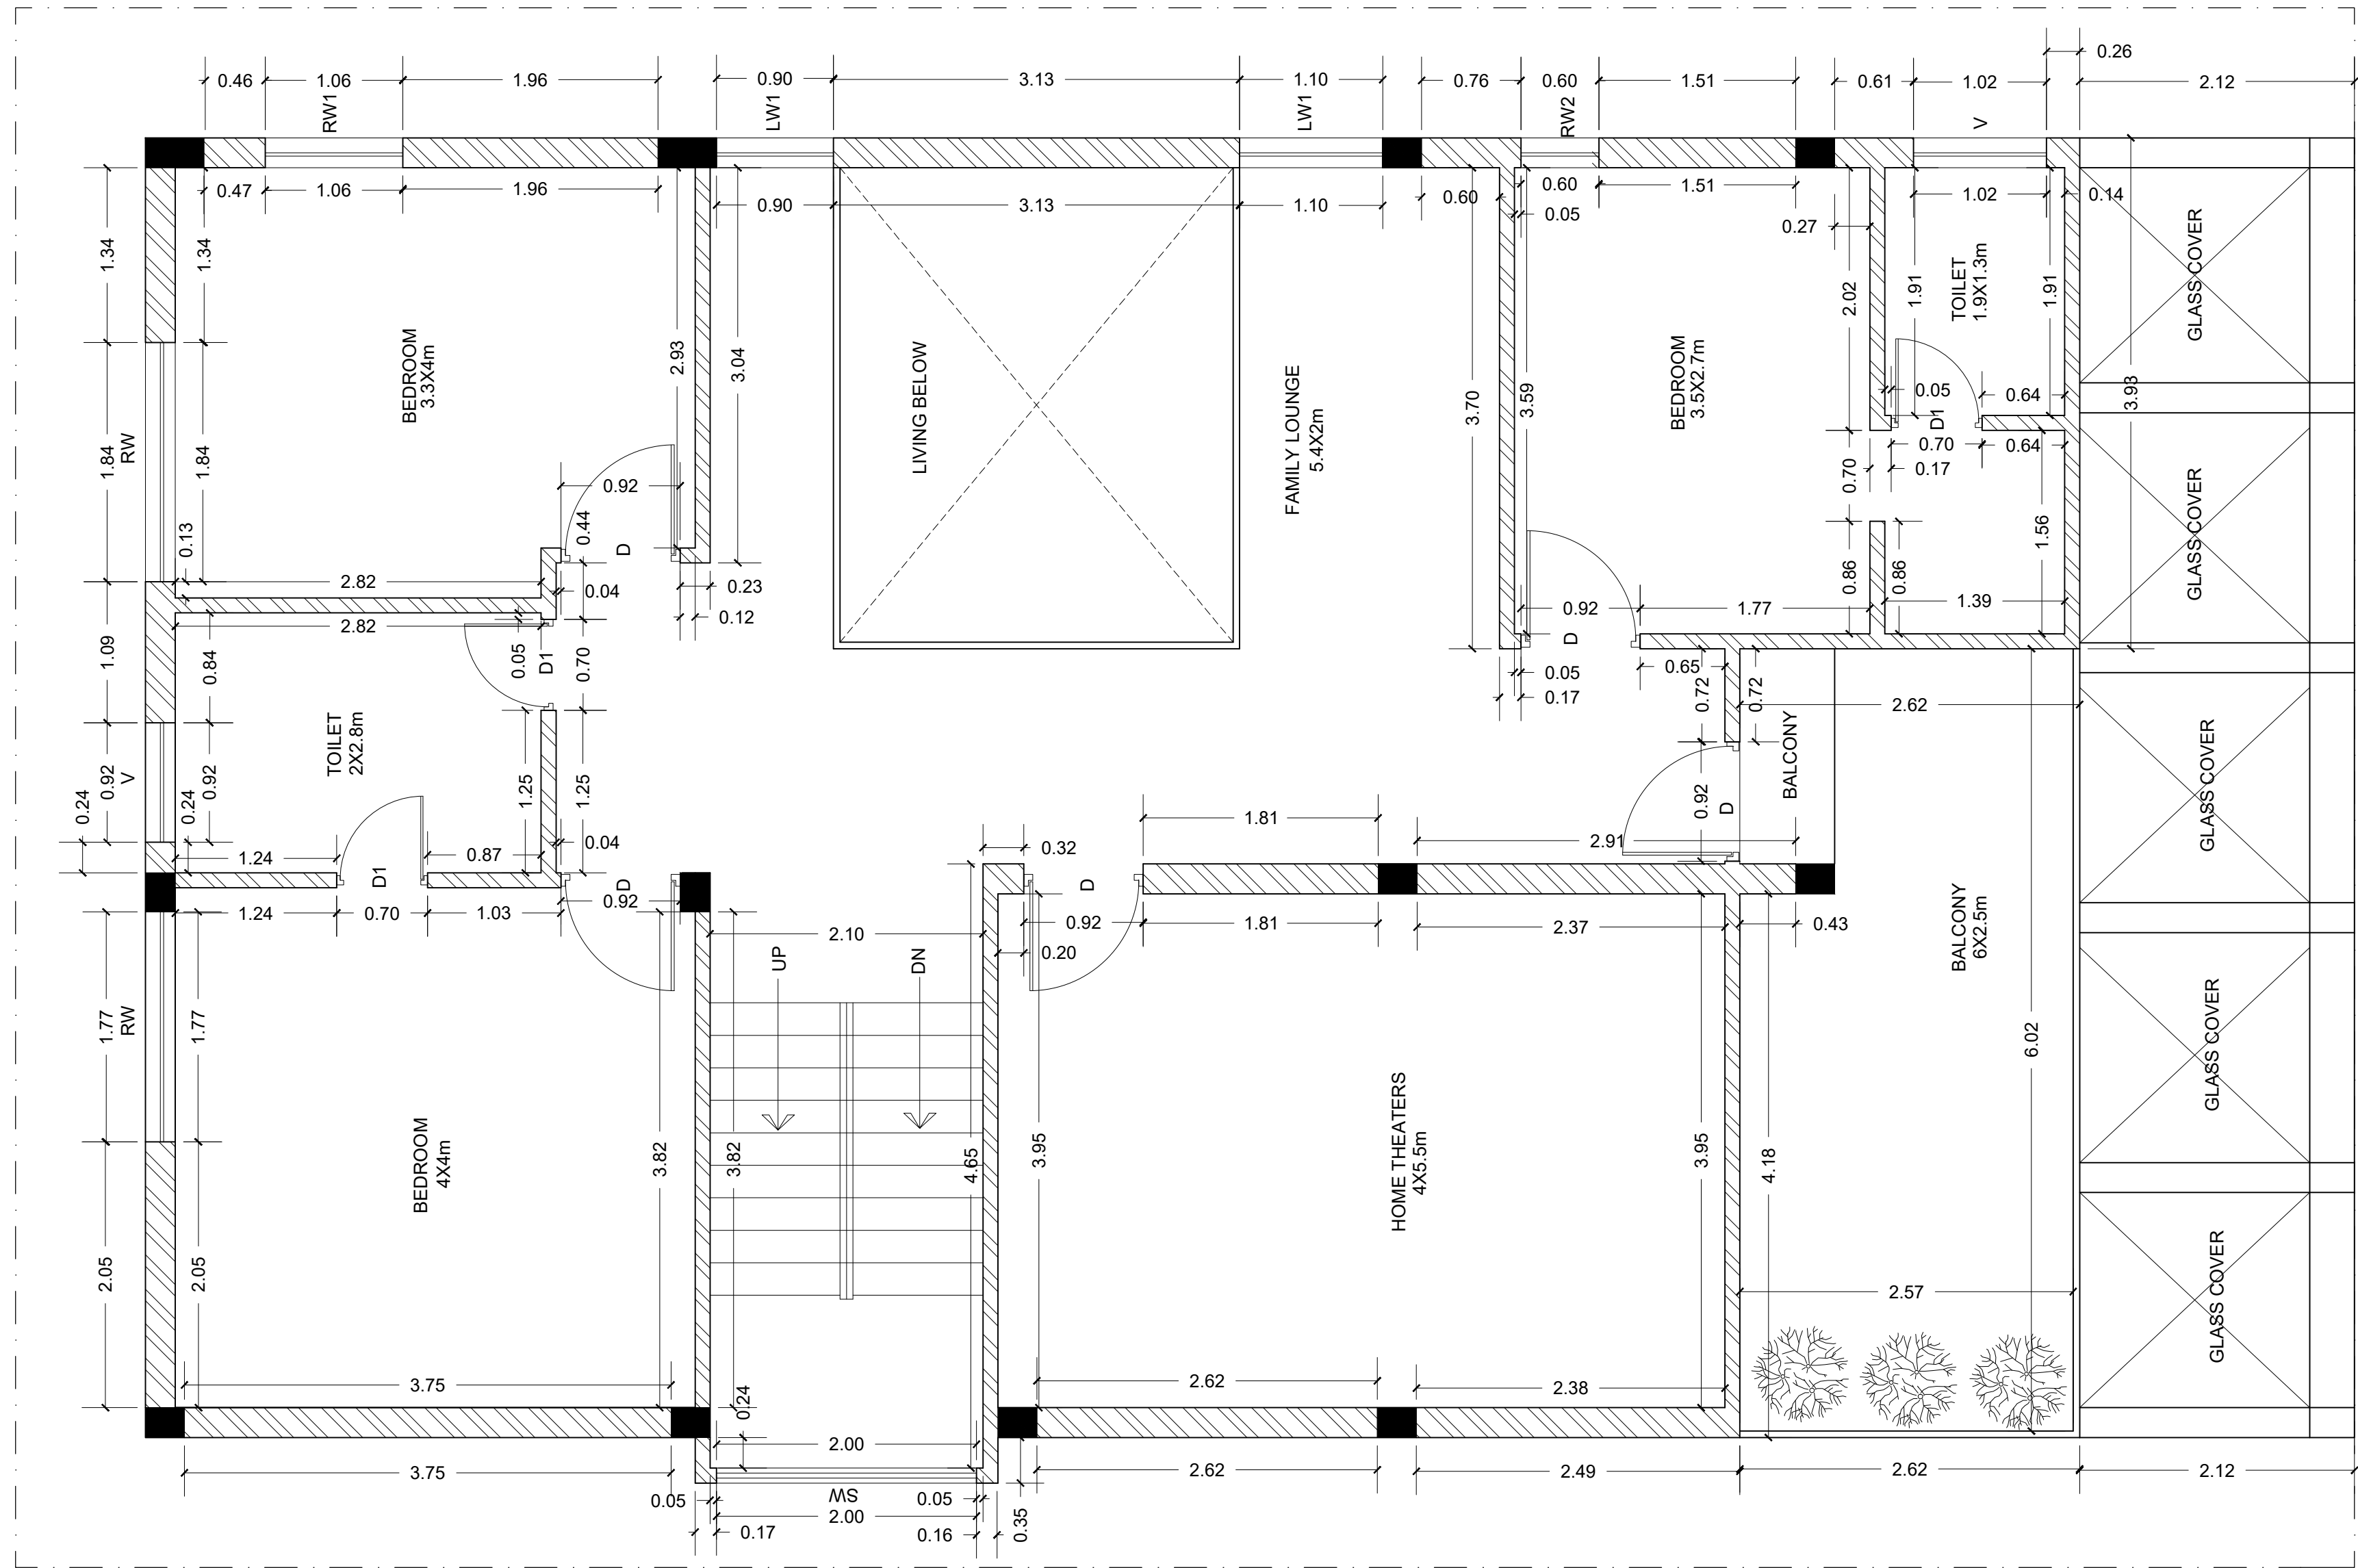 0.26
0.46
1.06
1.96
0.90
3.13
1.10
0.76
0.60
1.51
0.61
1.02
2.12
RW1
LW1
LW1
RW2
V
0.47
1.06
1.96
0.90
3.13
1.10
0.60
0.60
0.05
1.51
0.27
1.02
0.14
1.34
1.34
BEDROOM
3.3X4m
2.93
3.04
LIVING BELOW
FAMILY LOUNGE
5.4X2m
3.70
3.59
BEDROOM
3.5X2.7m
2.02
1.91
TOILET
1.9X1.3m
1.91
3.93
GLASS COVER
1.84
RW
1.84
0.92
0.44
D
0.05
D1
0.64
0.70
0.64
0.17
0.70
1.56
GLASS COVER
0.13
2.82
0.04
0.23
0.12
0.92
D
1.77
0.86
0.86
1.39
2.82
1.09
0.84
0.05
D1
0.70
0.05
0.17
0.65
0.72
0.72
2.62
TOILET
2X2.8m
0.24
0.92
V
0.24
0.92
1.25
1.25
0.04
BALCONY
0.92
D
GLASS COVER
1.24
0.87
D1
D
0.92
1.24
0.70
1.03
0.32
D
0.92
0.20
1.81
1.81
2.91
2.37
0.43
2.10
UP
DN
BALCONY
6X2.5m
1.77
RW
1.77
BEDROOM
4X4m
3.82
3.82
4.65
3.95
HOME THEATERS
4X5.5m
3.95
4.18
6.02
GLASS COVER
2.05
2.05
2.57
GLASS COVER
3.75
0.24
2.62
2.38
2.00
3.75
2.62
2.49
2.62
2.12
0.05
SW
0.05
2.00
0.17
0.16
0.35